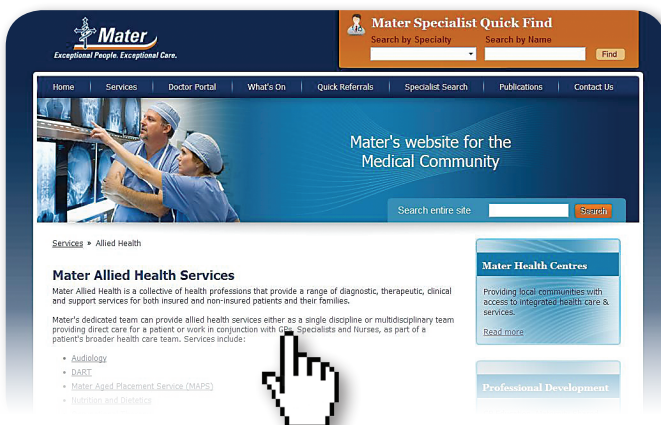 Mater
Exceptional People. Exceptional Care.
Mater Specialist Quick Find
Search by Specialty Search by Name
Find
Home Services Doctor Portal What's On Quick Referrals Specialist Search Publications Contact Us
Mater's website for the
Medical Community
Search entire site Search
Services » Allied Health
Mater Allied Health Services
Mater Allied Health is a collective of health professions that provide a range of diagnostic, therapeutic, clinical
and support services for both insured and non-insured patients and their families.
Mater's dedicated team can provide allied health services either as a single discipline or multidisciplinary team
providing direct care for a patient or work in conjunction with GPs, Specialists and Nurses, as part of a
patient's broader health care team. Services include:
• Audiology
• DART
• Mater Aged Placement Service (MAPS)
• Nutrition and Dietetics
Mater Health Centres
Providing local communities with
access to integrated health care &
services.
Read more
Professional Development